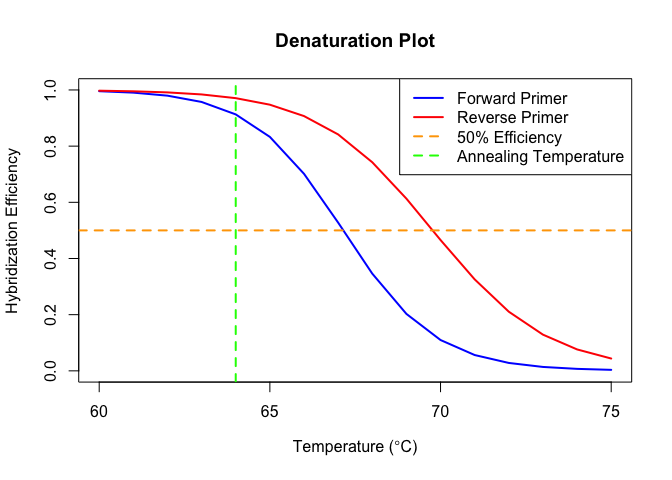 Denaturation Plot
Forward Primer
Reverse Primer
50% Efficiency
Annealing Temperature
Hybridization Efficiency
1.0
0.8
0.6
0.4
0.2
0.0
60 65 70 75
Temperature (°C)